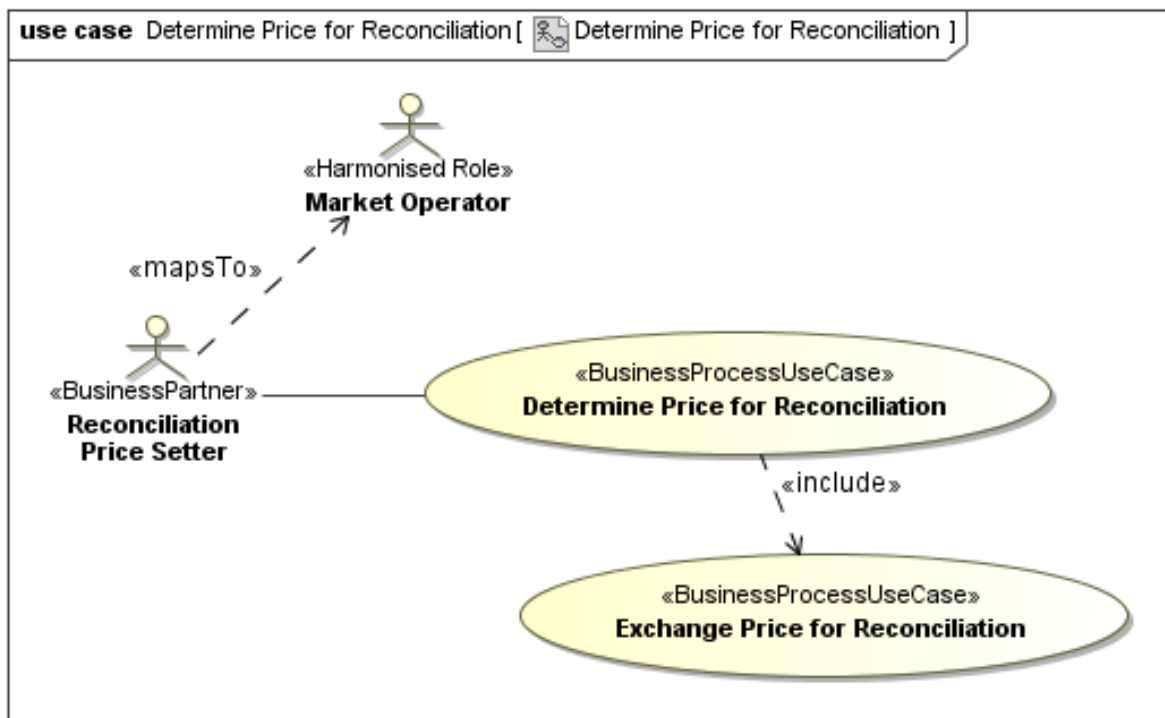 use case Determine Price for Reconciliation [ Determine Price for Reconciliation ]
«Harmonised Role»
Market Operator
«mapsTo»
«BusinessPartner»
Reconciliation
Price Setter
«BusinessProcessUseCase»
Determine Price for Reconciliation
«include»
«BusinessProcessUseCase»
Exchange Price for Reconciliation